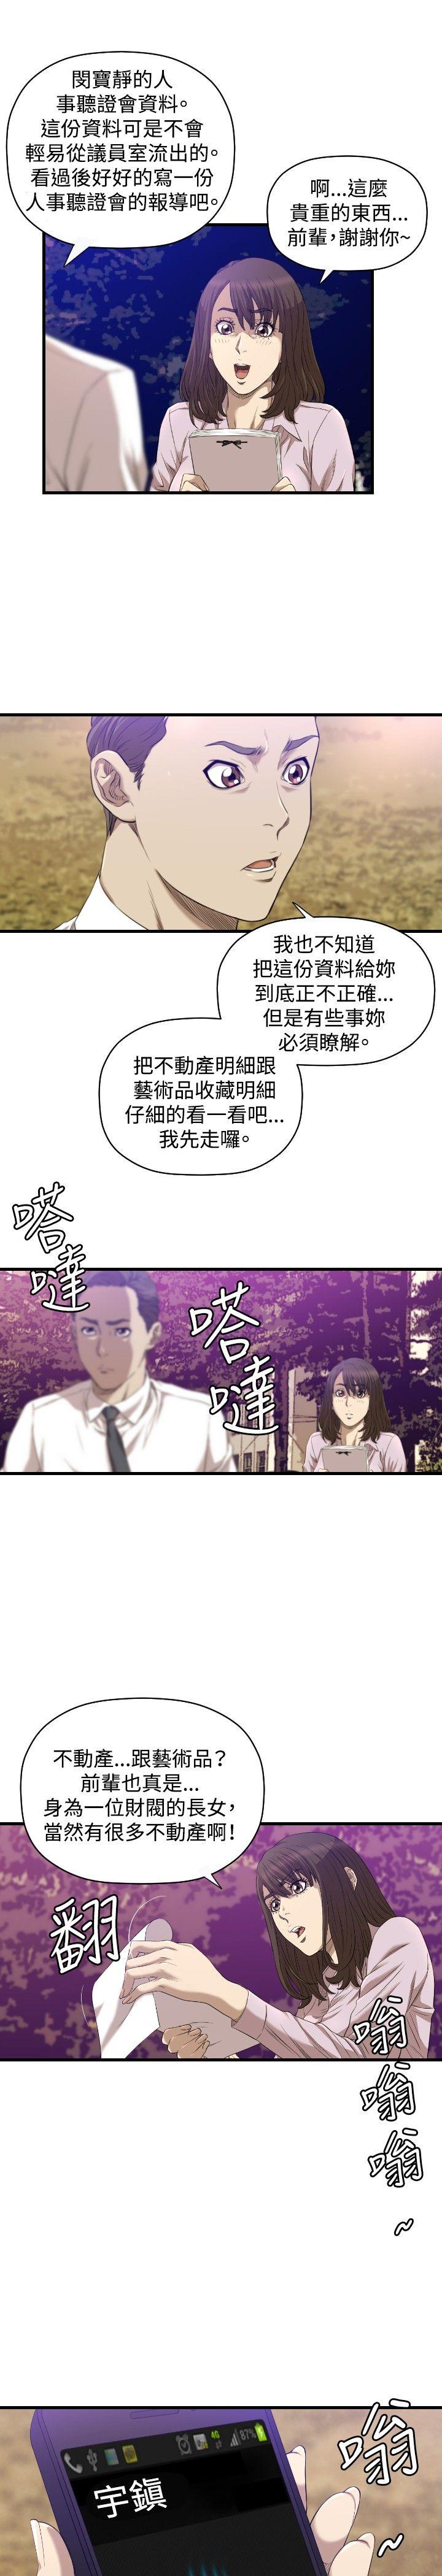 閔寶靜的人
事聽證會資料。
這份資料可是不會
輕易從議員室流出的。
看過後好好的寫一份
人事聽證會的報導吧。
啊...這麼
貴重的東西...
前輩,謝謝你~
我也不知道
把這份資料給妳
到底正不正確...
但是有些事妳
必須瞭解。
把不動產明細跟
藝術品收藏明細
仔細的看一看吧...
我先走囉。
嗒
噠
嗒
噠
不動產...跟藝術品?
前輩也真是...
身為一位財閥的長女,
當然有很多不動產啊!
翻
嗡
嗡
嗡
~
4G
87%
宇鎭
嗡
~